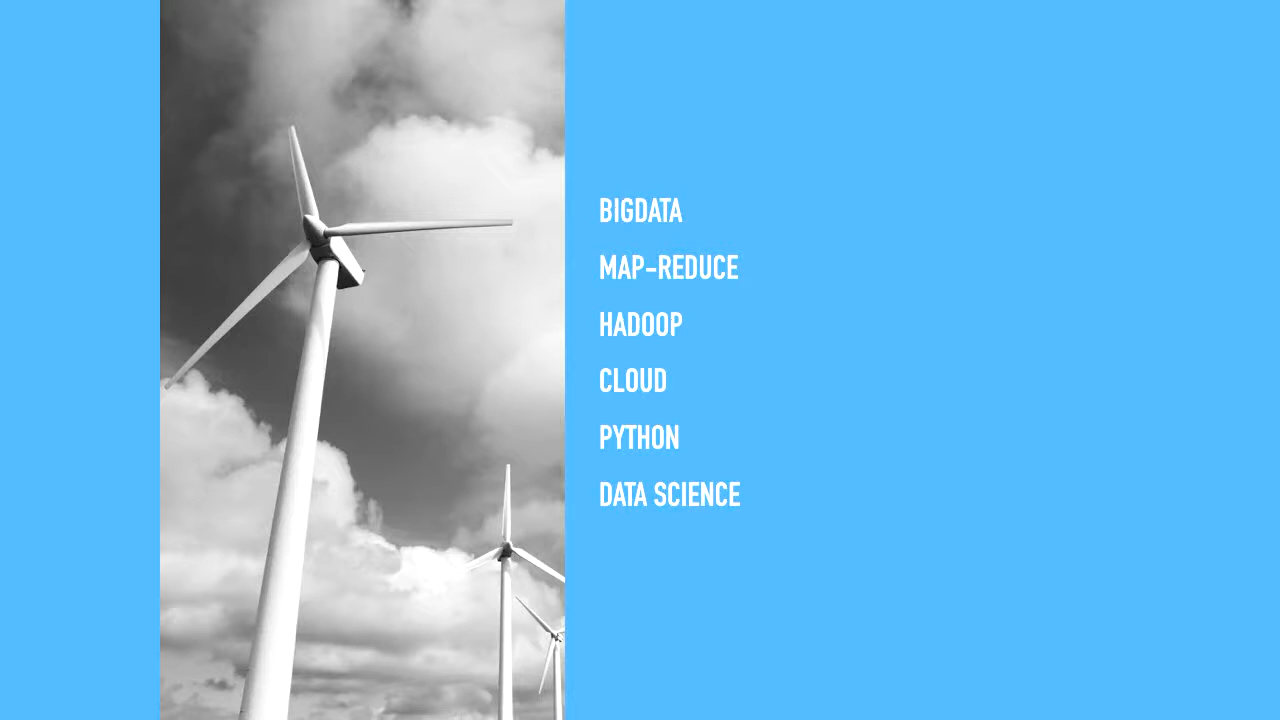 BIGDATA
MAP-REDUCE
HADOOP
CLOUD
PYTHON
DATA SCIENCE